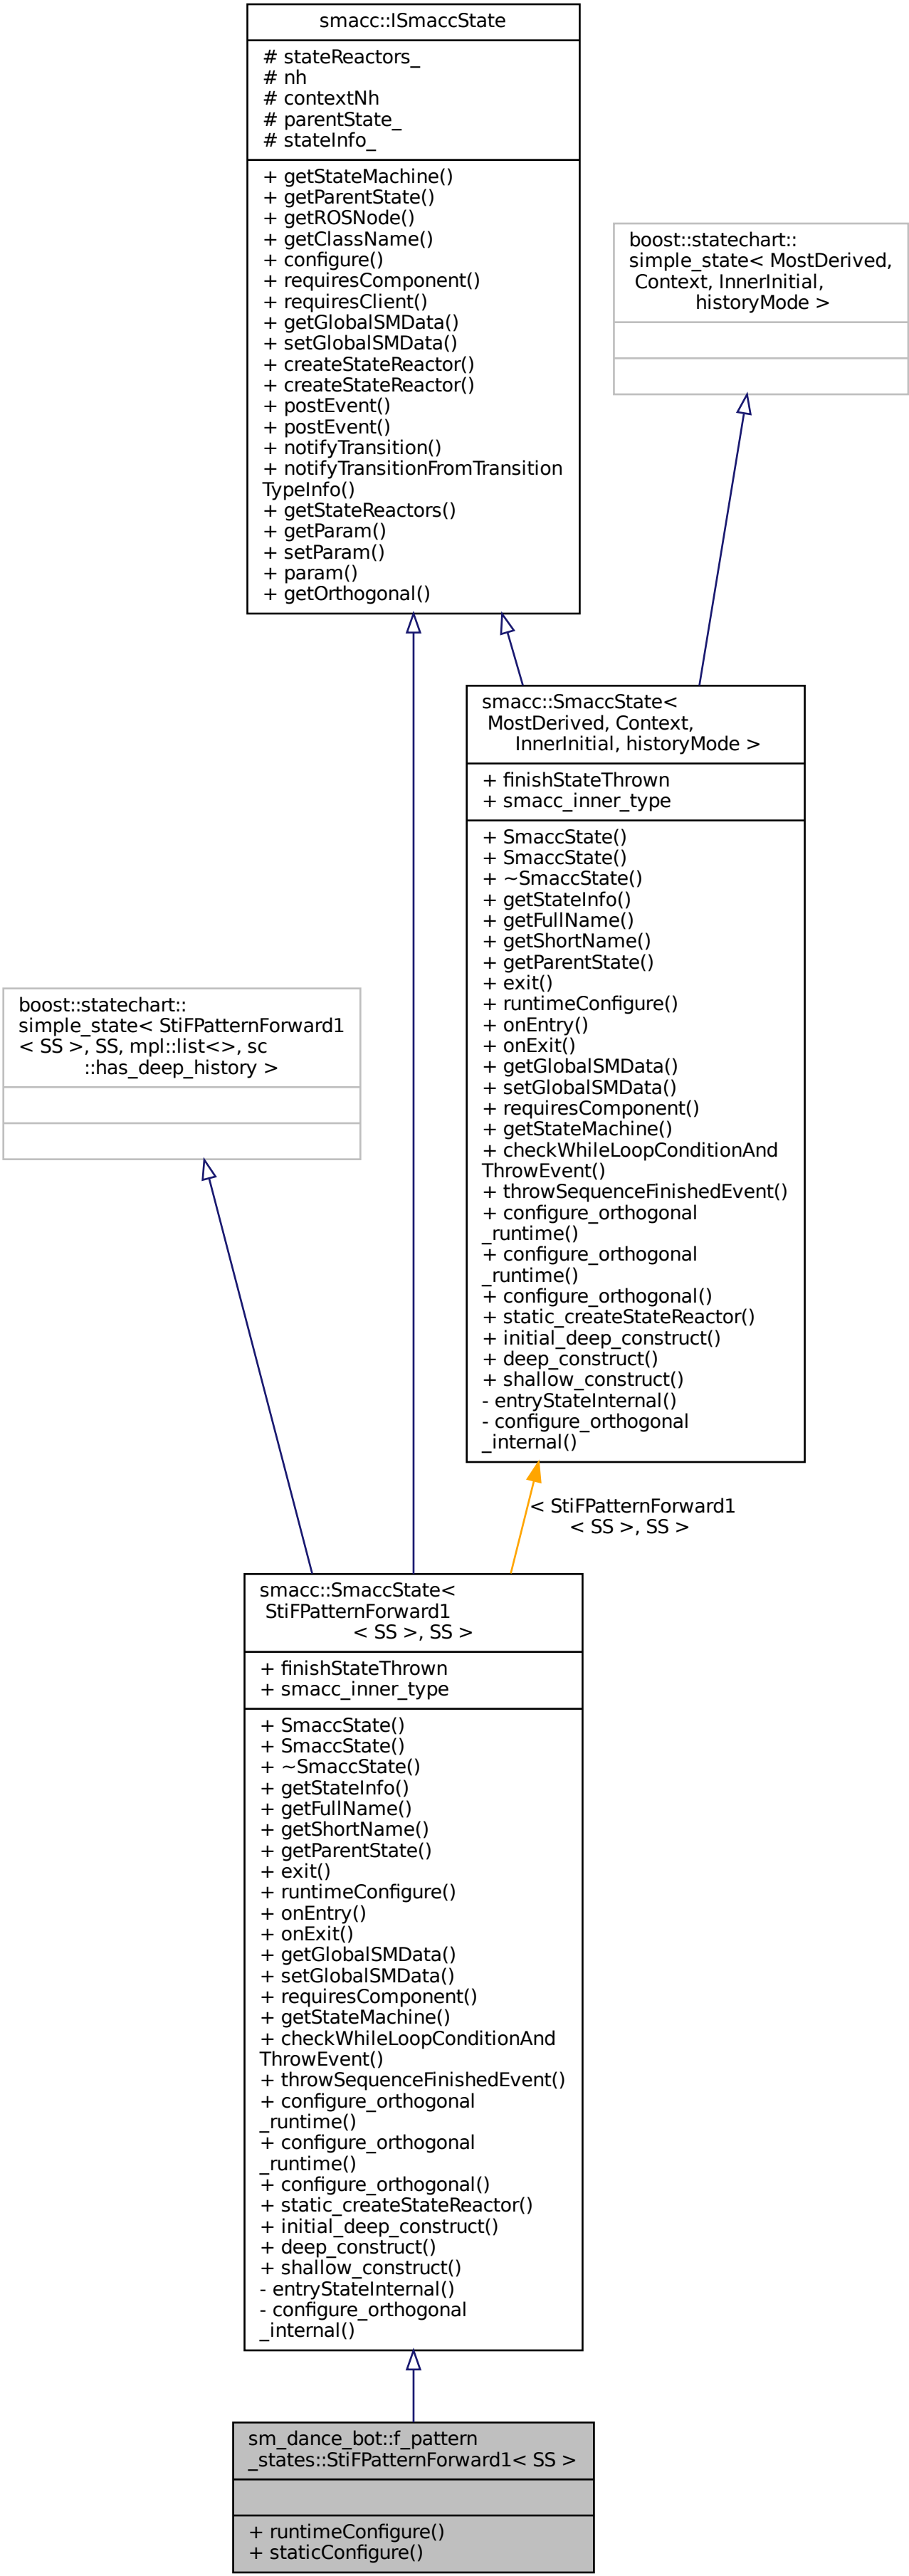 smacc::ISmaccState
# stateReactors_
# nh
# contextNh
# parentState_
# stateInfo_
+ getStateMachine()
+ getParentState()
+ getROSNode()
+ getClassName()
+ configure()
+ requiresComponent()
+ requiresClient()
+ getGlobalSMData()
+ setGlobalSMData()
+ createStateReactor()
+ createStateReactor()
+ postEvent()
+ postEvent()
+ notifyTransition()
+ notifyTransitionFromTransition
TypeInfo()
+ getStateReactors()
+ getParam()
+ setParam()
+ param()
+ getOrthogonal()
boost::statechart::
simple_state< MostDerived,
Context, InnerInitial,
historyMode >
smacc::SmaccState<
MostDerived, Context,
InnerInitial, historyMode >
+ finishStateThrown
+ smacc_inner_type
+ SmaccState()
+ SmaccState()
+ ~SmaccState()
+ getStateInfo()
+ getFullName()
+ getShortName()
+ getParentState()
+ exit()
+ runtimeConfigure()
+ onEntry()
+ onExit()
+ getGlobalSMData()
+ setGlobalSMData()
+ requiresComponent()
+ getStateMachine()
+ checkWhileLoopConditionAnd
ThrowEvent()
+ throwSequenceFinishedEvent()
+ configure_orthogonal
_runtime()
+ configure_orthogonal
_runtime()
+ configure_orthogonal()
+ static_createStateReactor()
+ initial_deep_construct()
+ deep_construct()
+ shallow_construct()
- entryStateInternal()
- configure_orthogonal
_internal()
boost::statechart::
simple_state< StiFPatternForward1
< SS >, SS, mpl::list<>, sc
::has_deep_history >
< StiFPatternForward1
< SS >, SS >
smacc::SmaccState<
StiFPatternForward1
< SS >, SS >
+ finishStateThrown
+ smacc_inner_type
+ SmaccState()
+ SmaccState()
+ ~SmaccState()
+ getStateInfo()
+ getFullName()
+ getShortName()
+ getParentState()
+ exit()
+ runtimeConfigure()
+ onEntry()
+ onExit()
+ getGlobalSMData()
+ setGlobalSMData()
+ requiresComponent()
+ getStateMachine()
+ checkWhileLoopConditionAnd
ThrowEvent()
+ throwSequenceFinishedEvent()
+ configure_orthogonal
_runtime()
+ configure_orthogonal
_runtime()
+ configure_orthogonal()
+ static_createStateReactor()
+ initial_deep_construct()
+ deep_construct()
+ shallow_construct()
- entryStateInternal()
- configure_orthogonal
_internal()
sm_dance_bot::f_pattern
_states::StiFPatternForward1< SS >
+ runtimeConfigure()
+ staticConfigure()